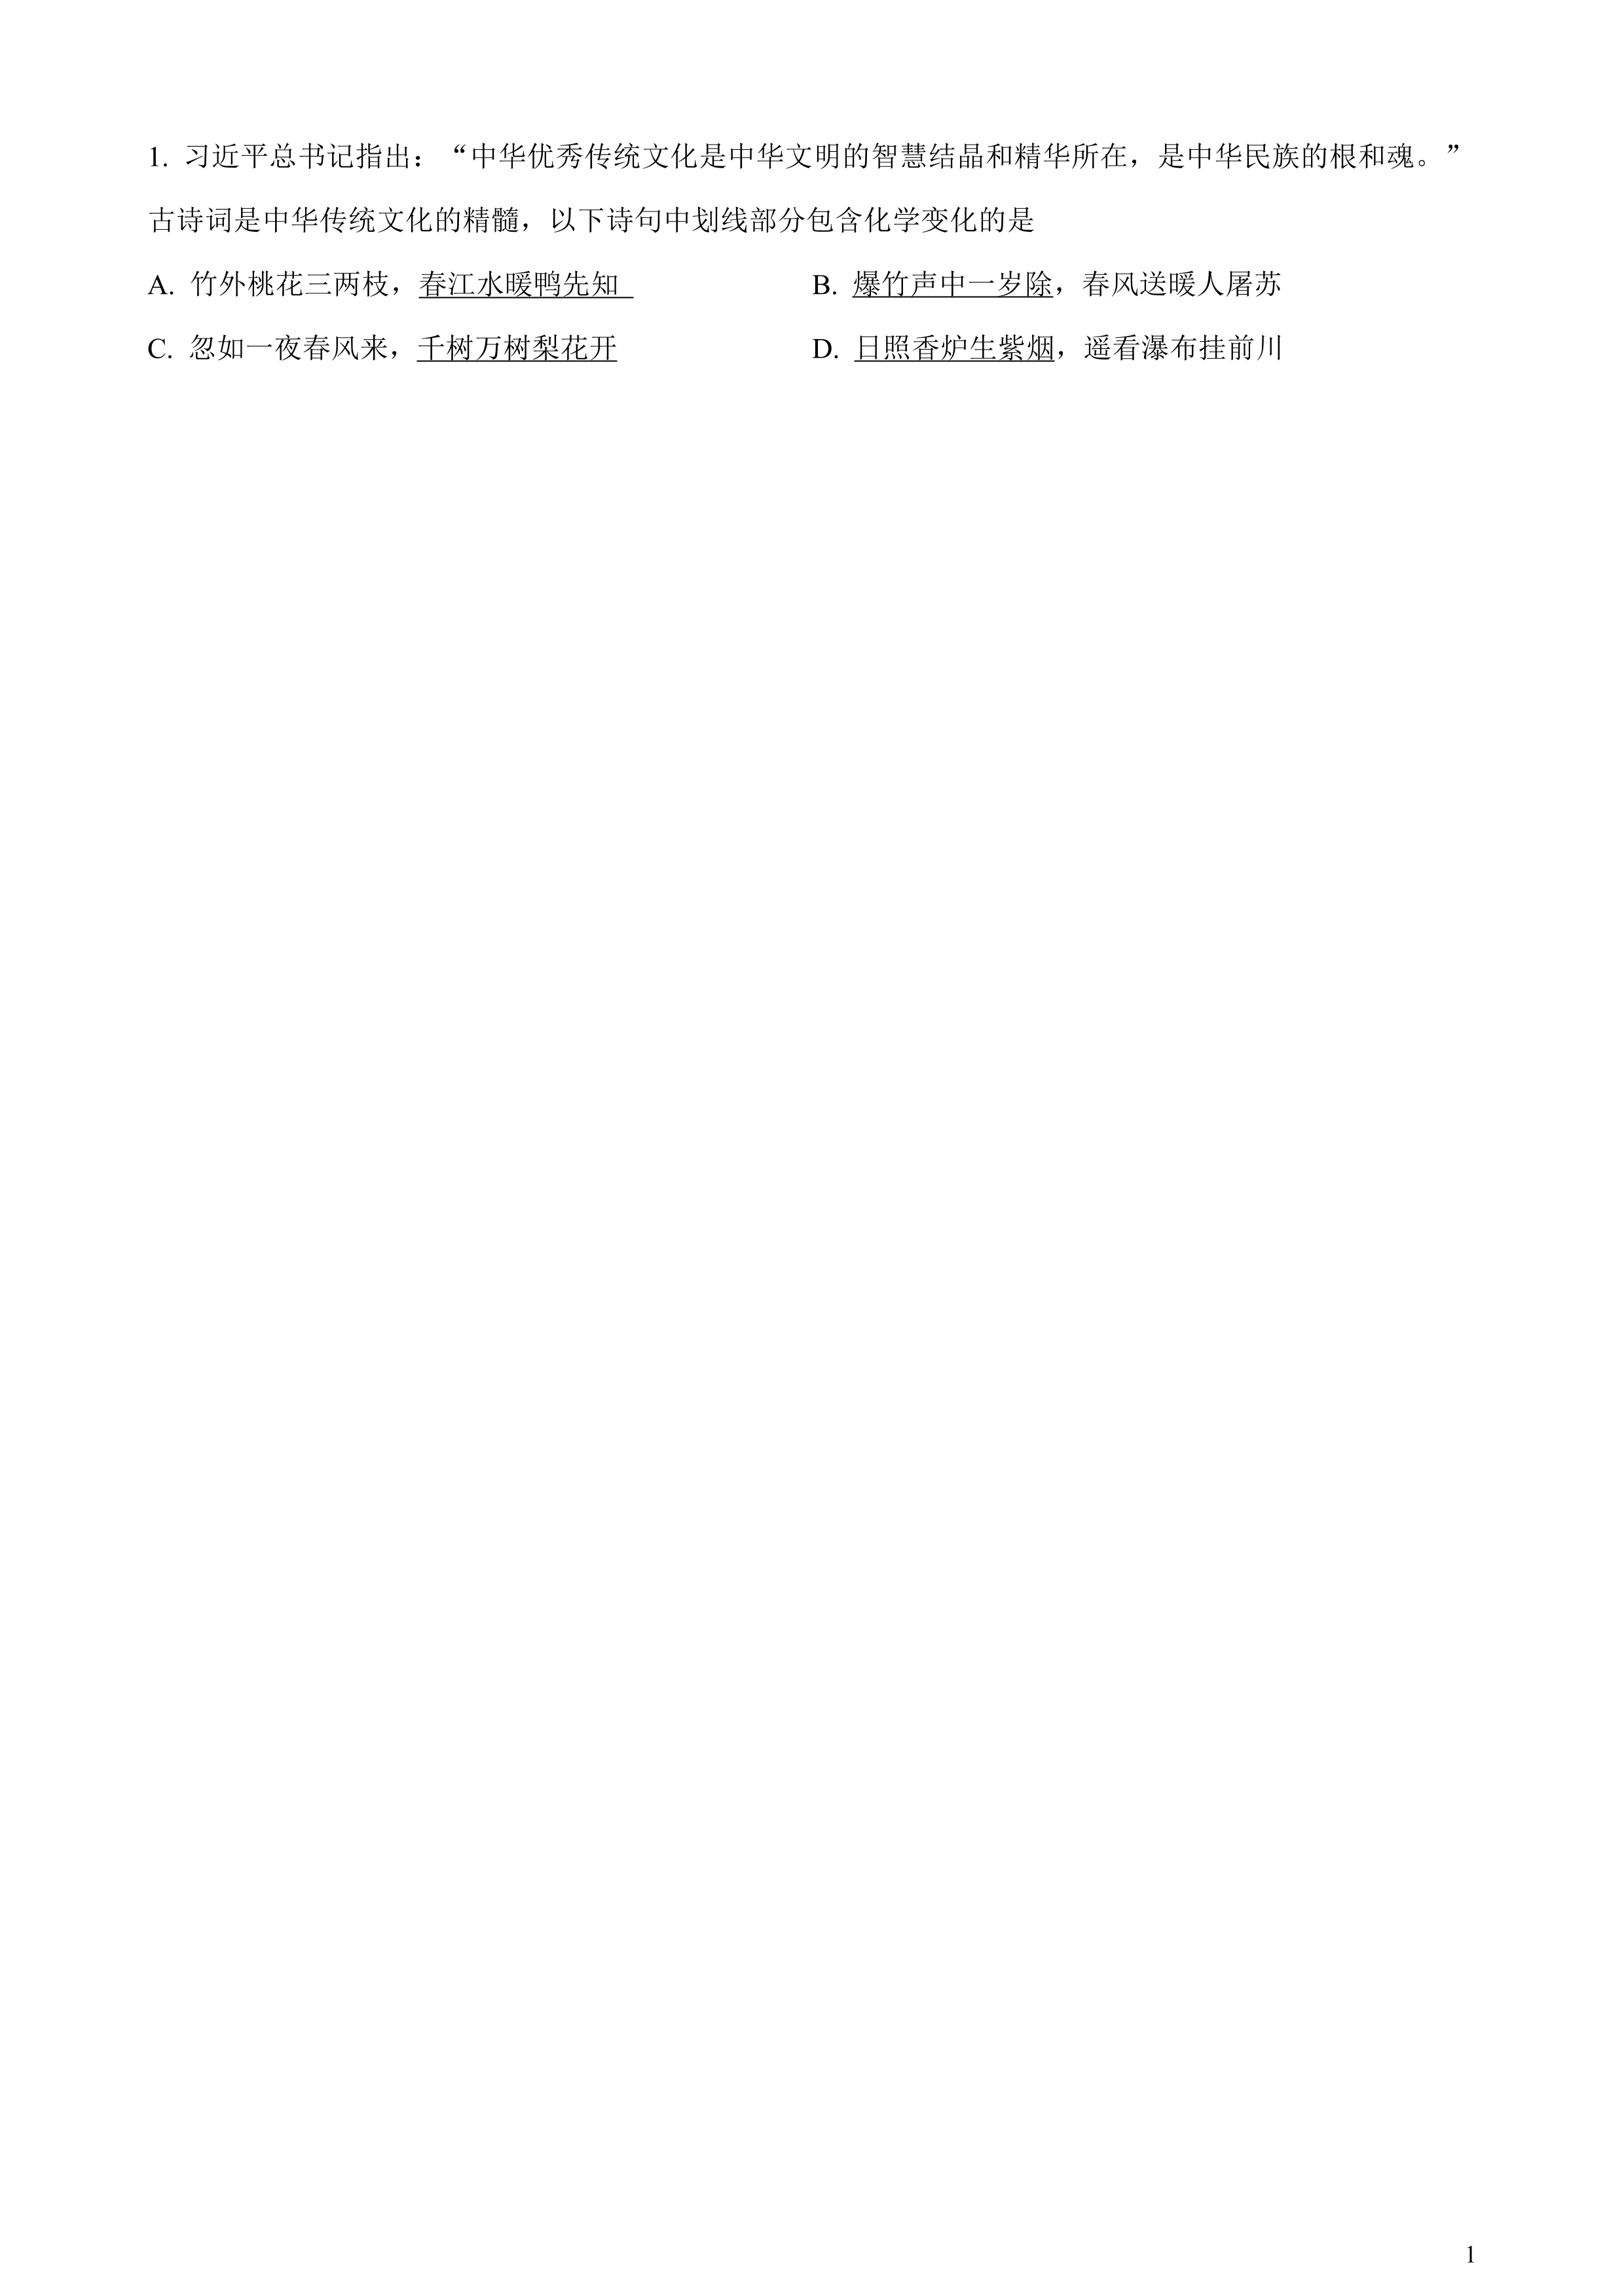 1. 习近平总书记指出：“中华优秀传统文化是中华文明的智慧结晶和精华所在，是中华民族的根和魂。”
古诗词是中华传统文化的精髓，以下诗句中划线部分包含化学变化的是
A. 竹外桃花三两枝，春江水暖鸭先知 B. 爆竹声中一岁除，春风送暖人屠苏
C. 忽如一夜春风来，千树万树梨花开 D. 日照香炉生紫烟，遥看瀑布挂前川
1